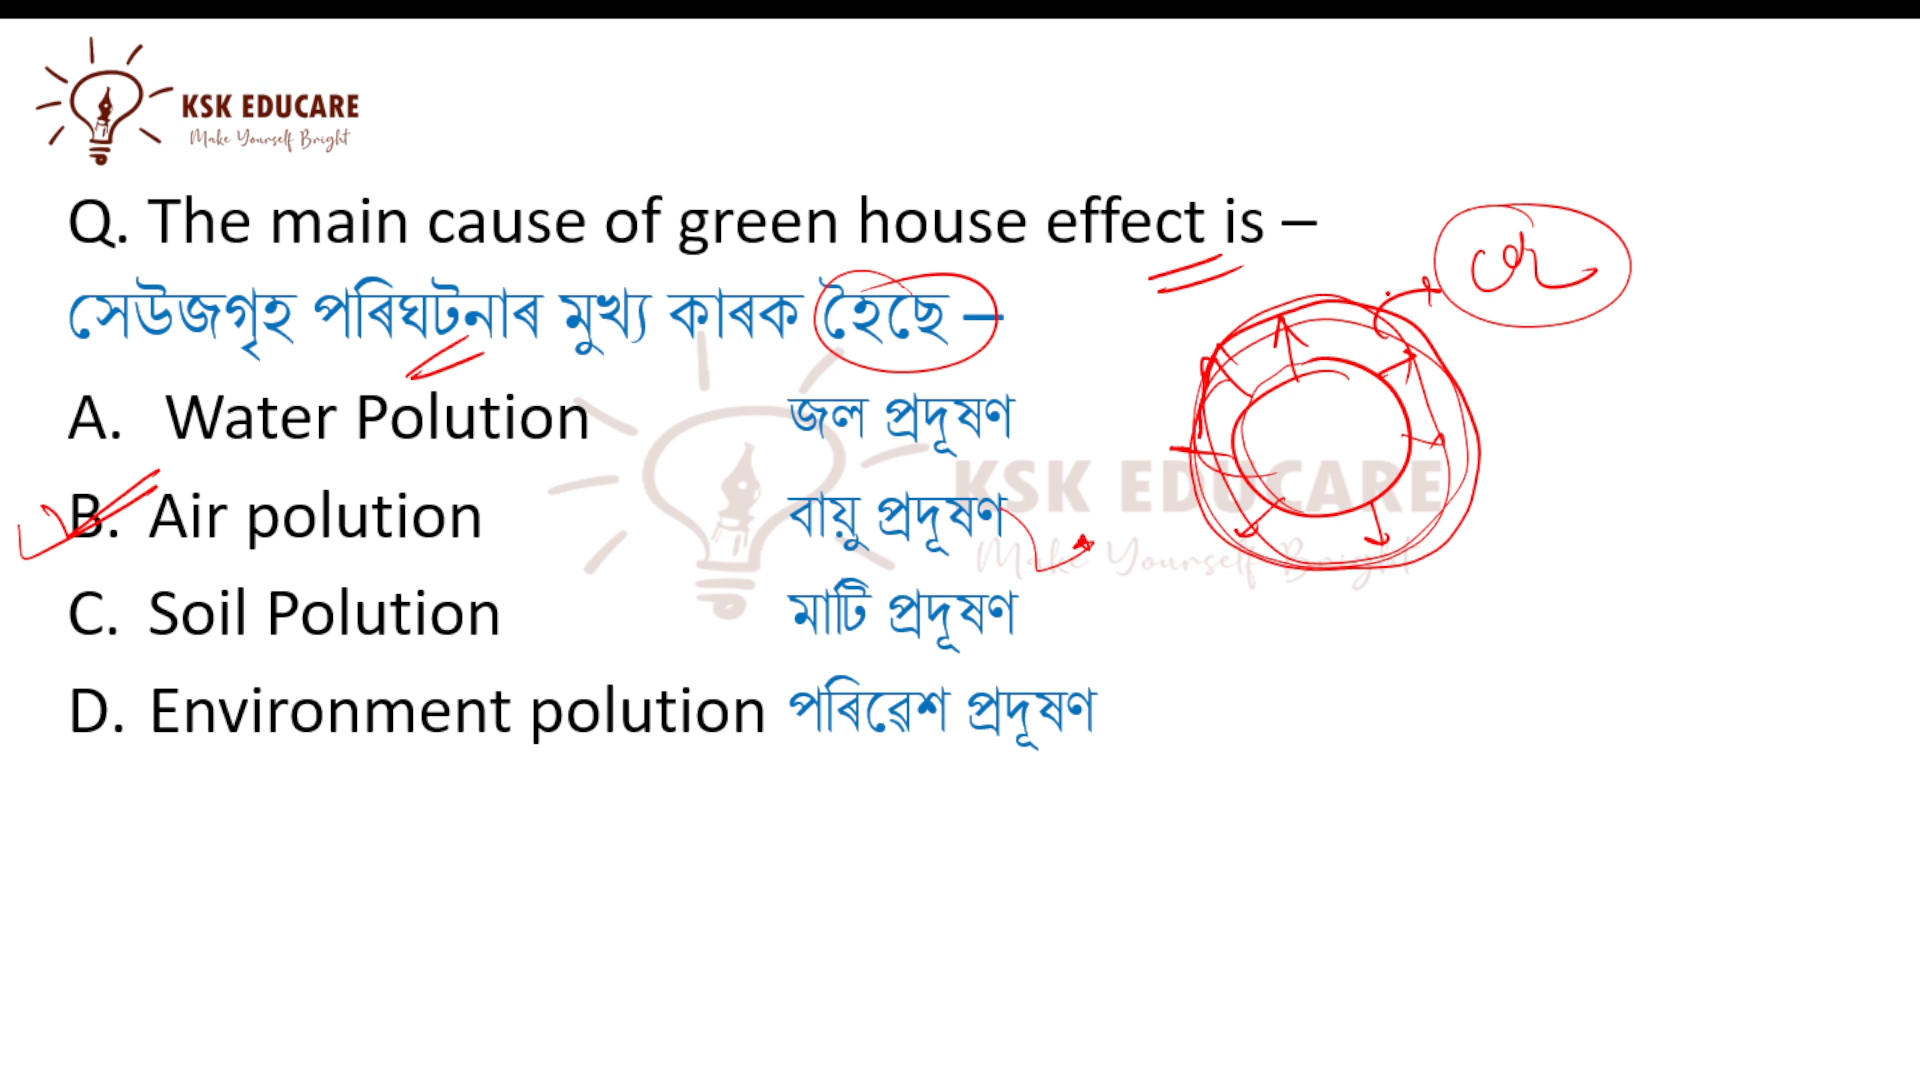 KSK EDUCARE
Make Yourself Bright
Q. The main cause of green house effect is –
সেউজগৃহ পৰিঘটনাৰ মুখ্য কাৰক হৈছে –
A. Water Polution জল প্ৰদূষণ
B. Air polution বায়ু প্ৰদূষণ
C. Soil Polution মাটি প্ৰদূষণ
D. Environment polution পৰিৱেশ প্ৰদূষণ
KSK EDUCARE
Make Yourself Bright